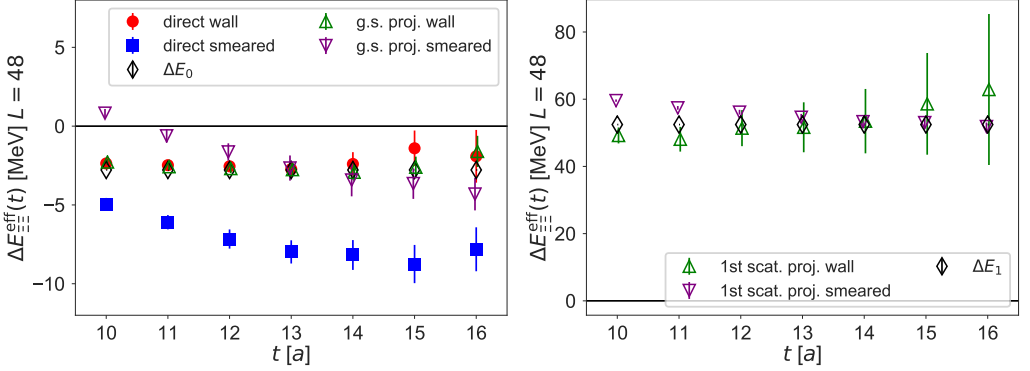 direct wall
direct smeared
ΔE₀
g.s. proj. wall
g.s. proj. smeared
5
0
−5
−10
10 11 12 13 14 15 16
t [a]
ΔE^eff_ΞΞ(t) [MeV] L = 48
80
60
40
20
0
1st scat. proj. wall
1st scat. proj. smeared
ΔE₁
10 11 12 13 14 15 16
t [a]
ΔE^eff_ΞΞ(t) [MeV] L = 48